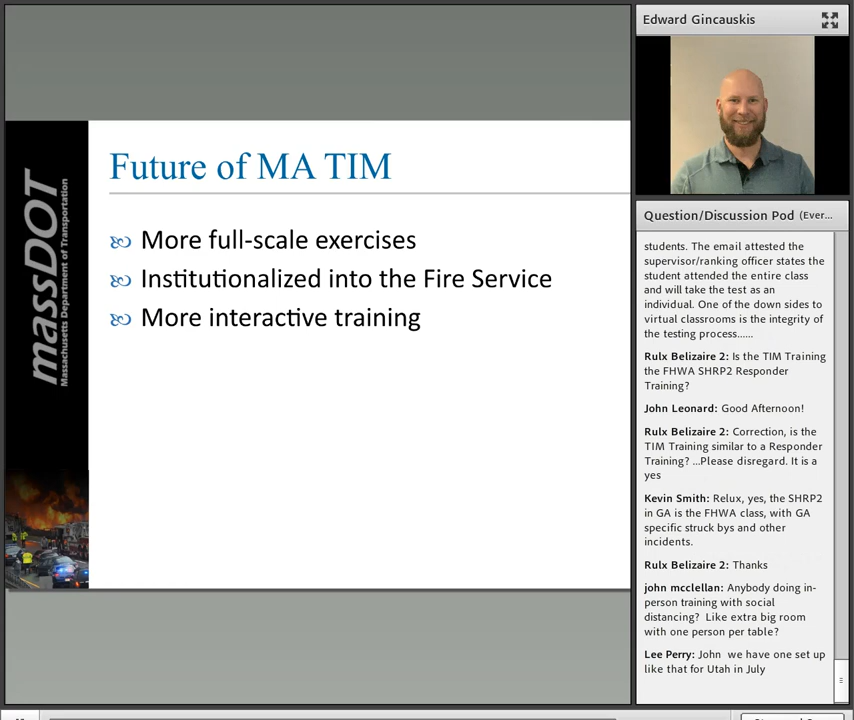 Edward Gincauskis
massDOT
Massachusetts Department of Transportation
Future of MA TIM
More full-scale exercises
Institutionalized into the Fire Service
More interactive training
Question/Discussion Pod (Ever...
students. The email attested the
supervisor/ranking officer states the
student attended the entire class
and will take the test as an
individual. One of the down sides to
virtual classrooms is the integrity of
the testing process......
Rulx Belizaire 2: Is the TIM Training
the FHWA SHRP2 Responder
Training?
John Leonard: Good Afternoon!
Rulx Belizaire 2: Correction, is the
TIM Training similar to a Responder
Training? ...Please disregard. It is a
yes
Kevin Smith: Relux, yes, the SHRP2
in GA is the FHWA class, with GA
specific struck bys and other
incidents.
Rulx Belizaire 2: Thanks
john mcclellan: Anybody doing in-
person training with social
distancing? Like extra big room
with one person per table?
Lee Perry: John we have one set up
like that for Utah in July